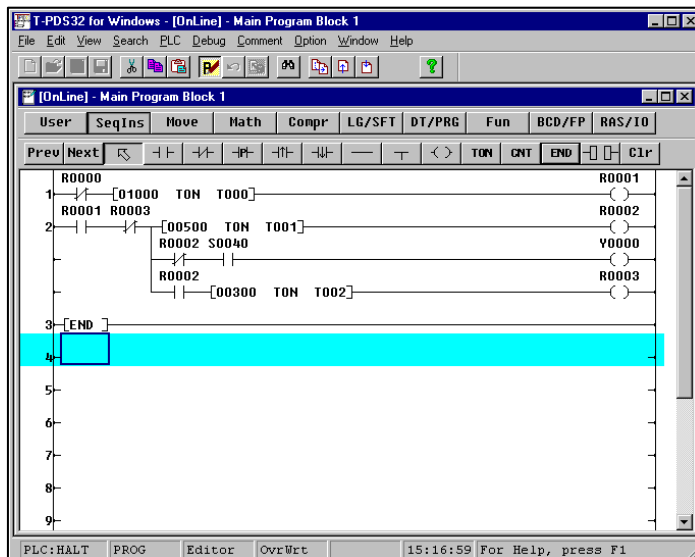 T-PDS32 for Windows - [OnLine] - Main Program Block 1
File Edit View Search PLC Debug Comment Option Window Help
[OnLine] - Main Program Block 1
User SeqIns Move Math Compr LG/SFT DT/PRG Fun BCD/FP RAS/IO
Prev Next P TON CNT END Clr
R0000 R0001
1 [01000 TON T000]
R0001 R0003 R0002
2 [00500 TON T001]
R0002 S0040 Y0000
R0002 R0003
[00300 TON T002]
3 [END ]
4
5
6
7
8
9
PLC:HALT PROG Editor OvrWrt 15:16:59 For Help, press F1